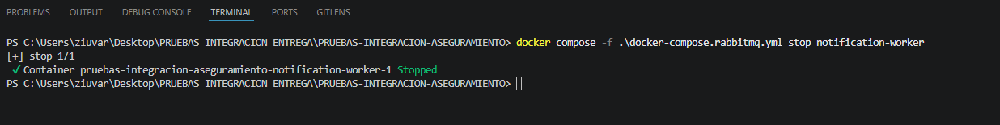 PROBLEMS OUTPUT DEBUG CONSOLE TERMINAL PORTS GITLENS
PS C:\Users\ziuvar\Desktop\PRUEBAS INTEGRACION ENTREGA\PRUEBAS-INTEGRACION-ASEGURAMIENTO> docker compose -f .\docker-compose.rabbitmq.yml stop notification-worker
[+] stop 1/1
✓Container pruebas-integracion-aseguramiento-notification-worker-1 Stopped
PS C:\Users\ziuvar\Desktop\PRUEBAS INTEGRACION ENTREGA\PRUEBAS-INTEGRACION-ASEGURAMIENTO>